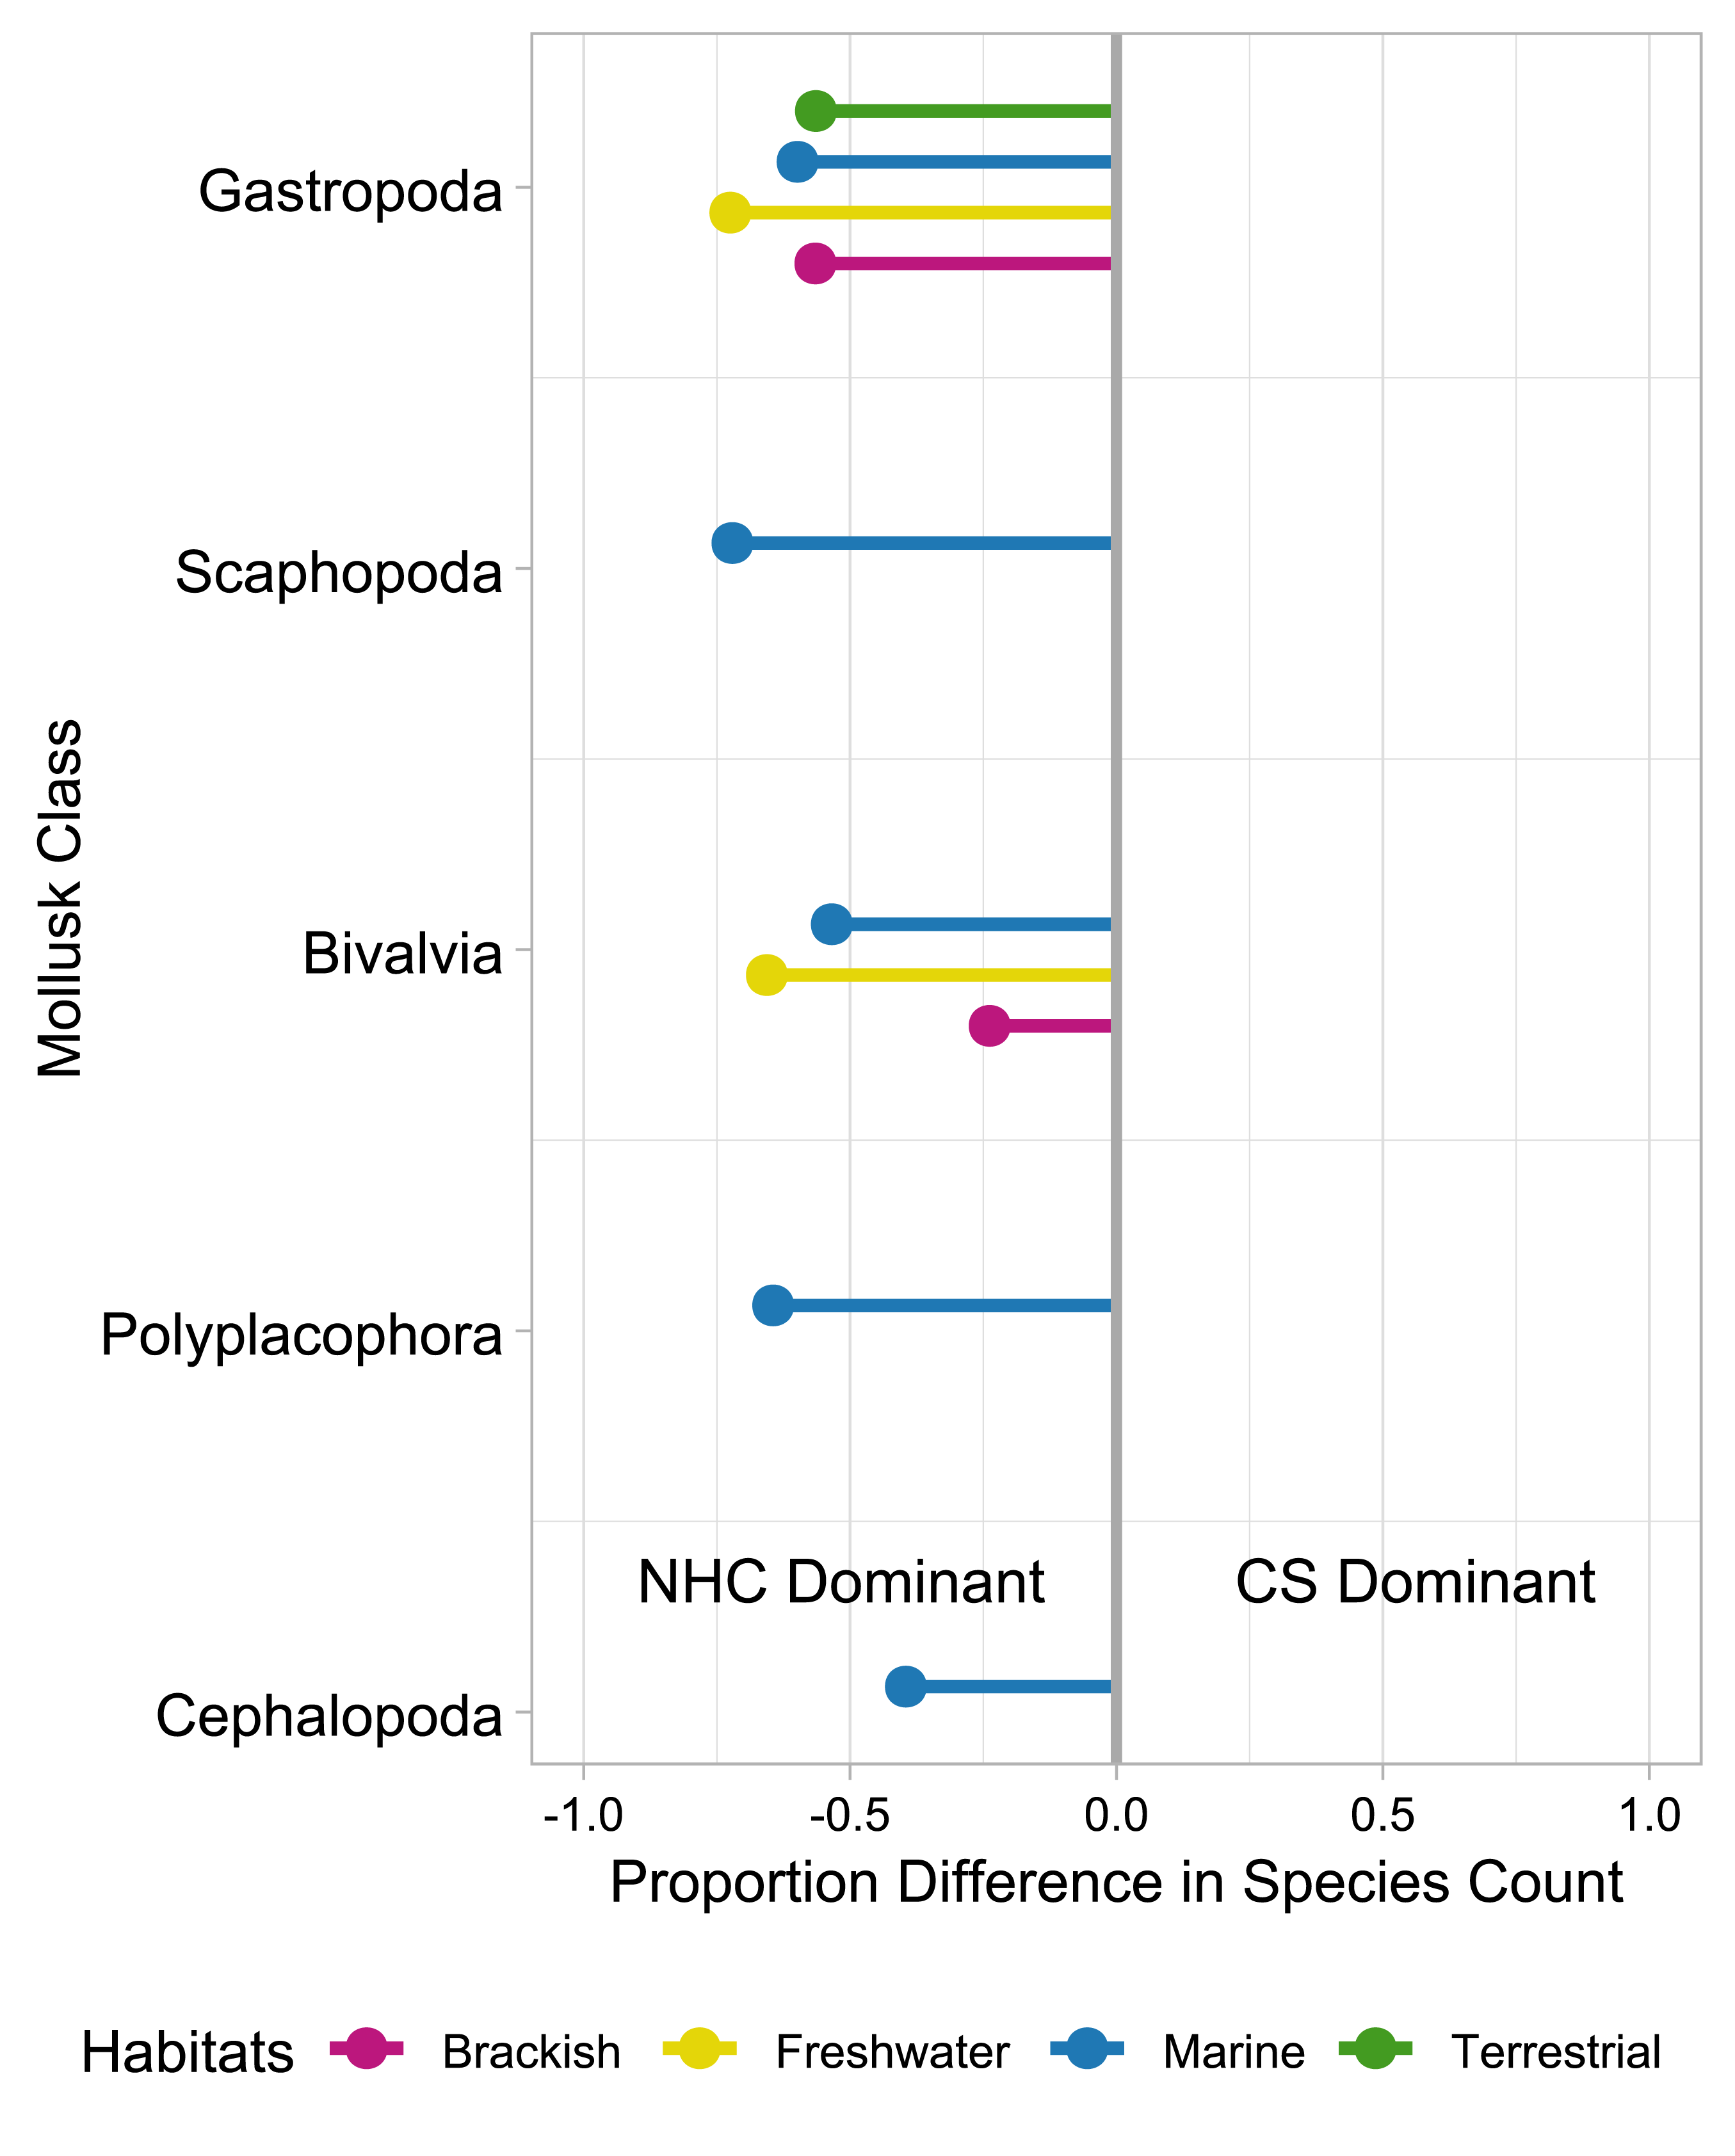 Mollusk Class
Gastropoda
Scaphopoda
Bivalvia
Polyplacophora
Cephalopoda
NHC Dominant CS Dominant
-1.0 -0.5 0.0 0.5 1.0
Proportion Difference in Species Count
Habitats Brackish Freshwater Marine Terrestrial